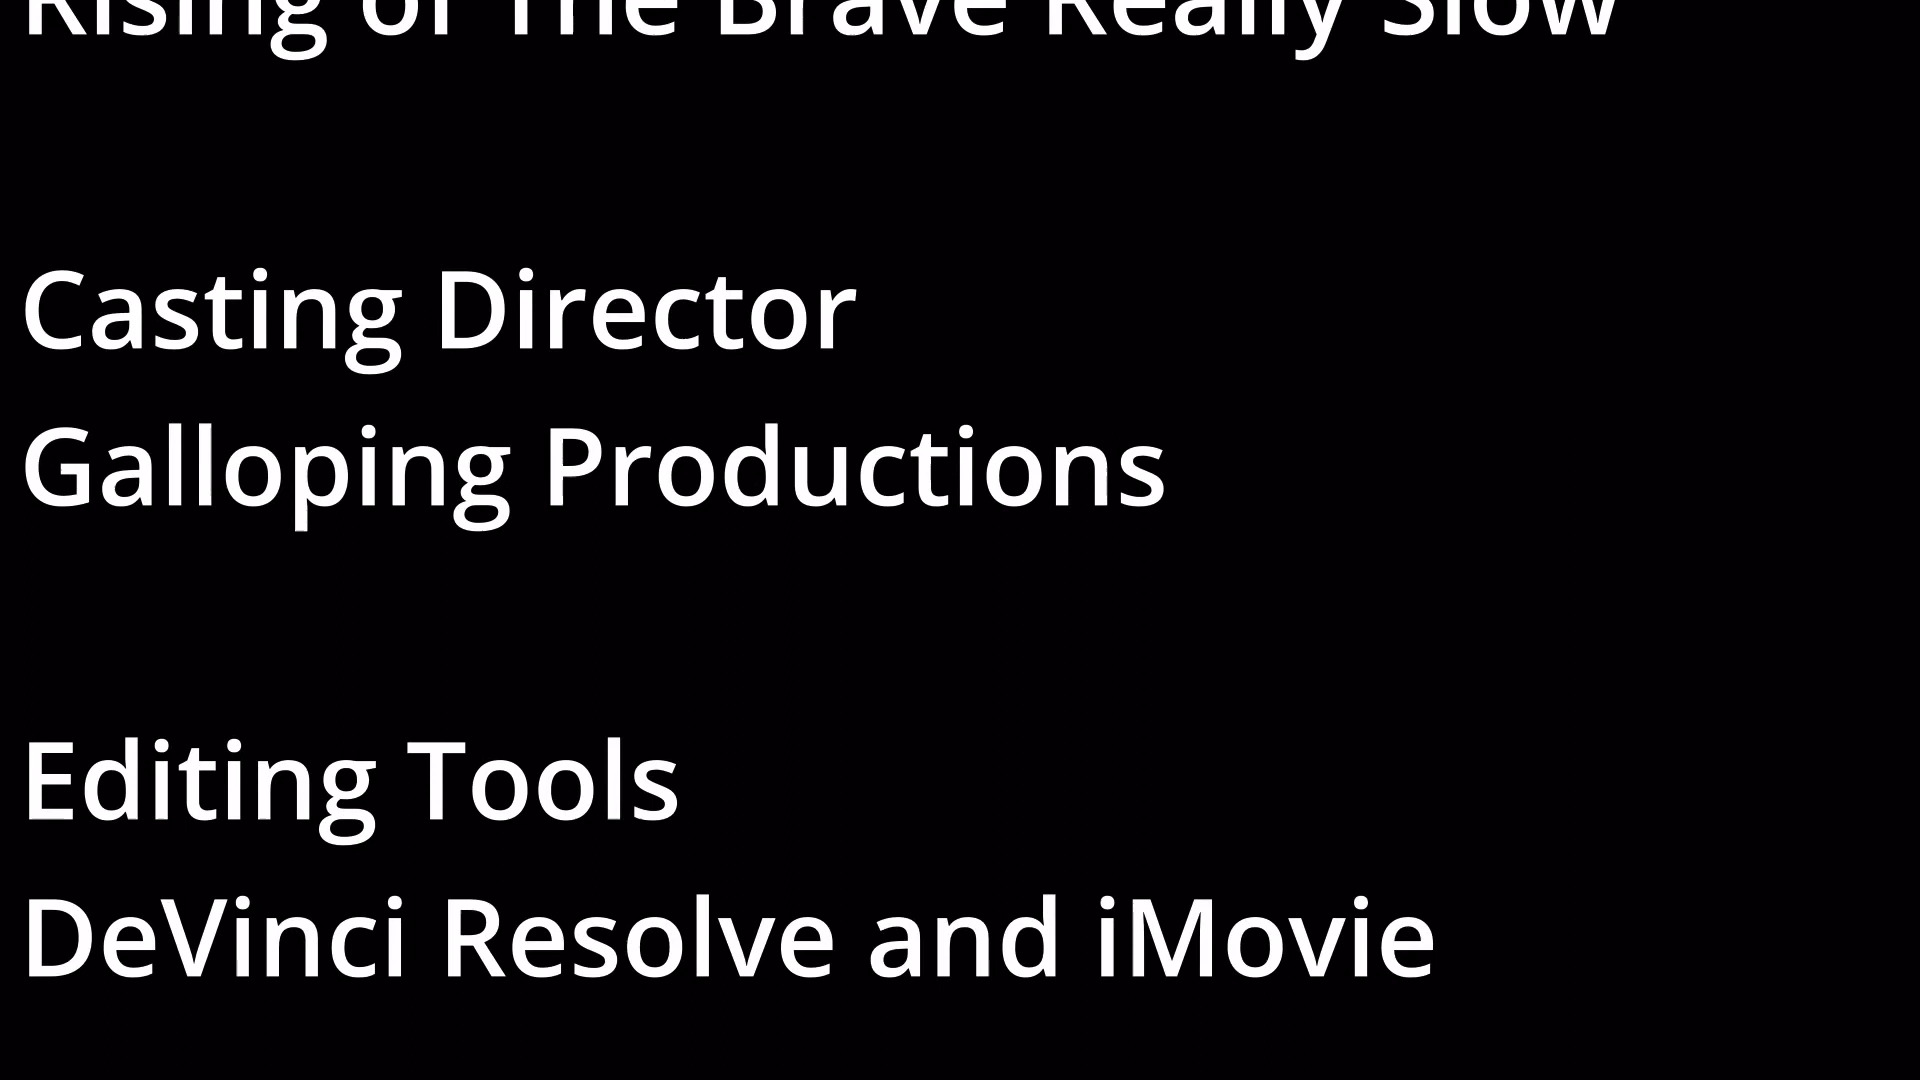 Rising of The Brave Really Slow
Casting Director
Galloping Productions
Editing Tools
DeVinci Resolve and iMovie